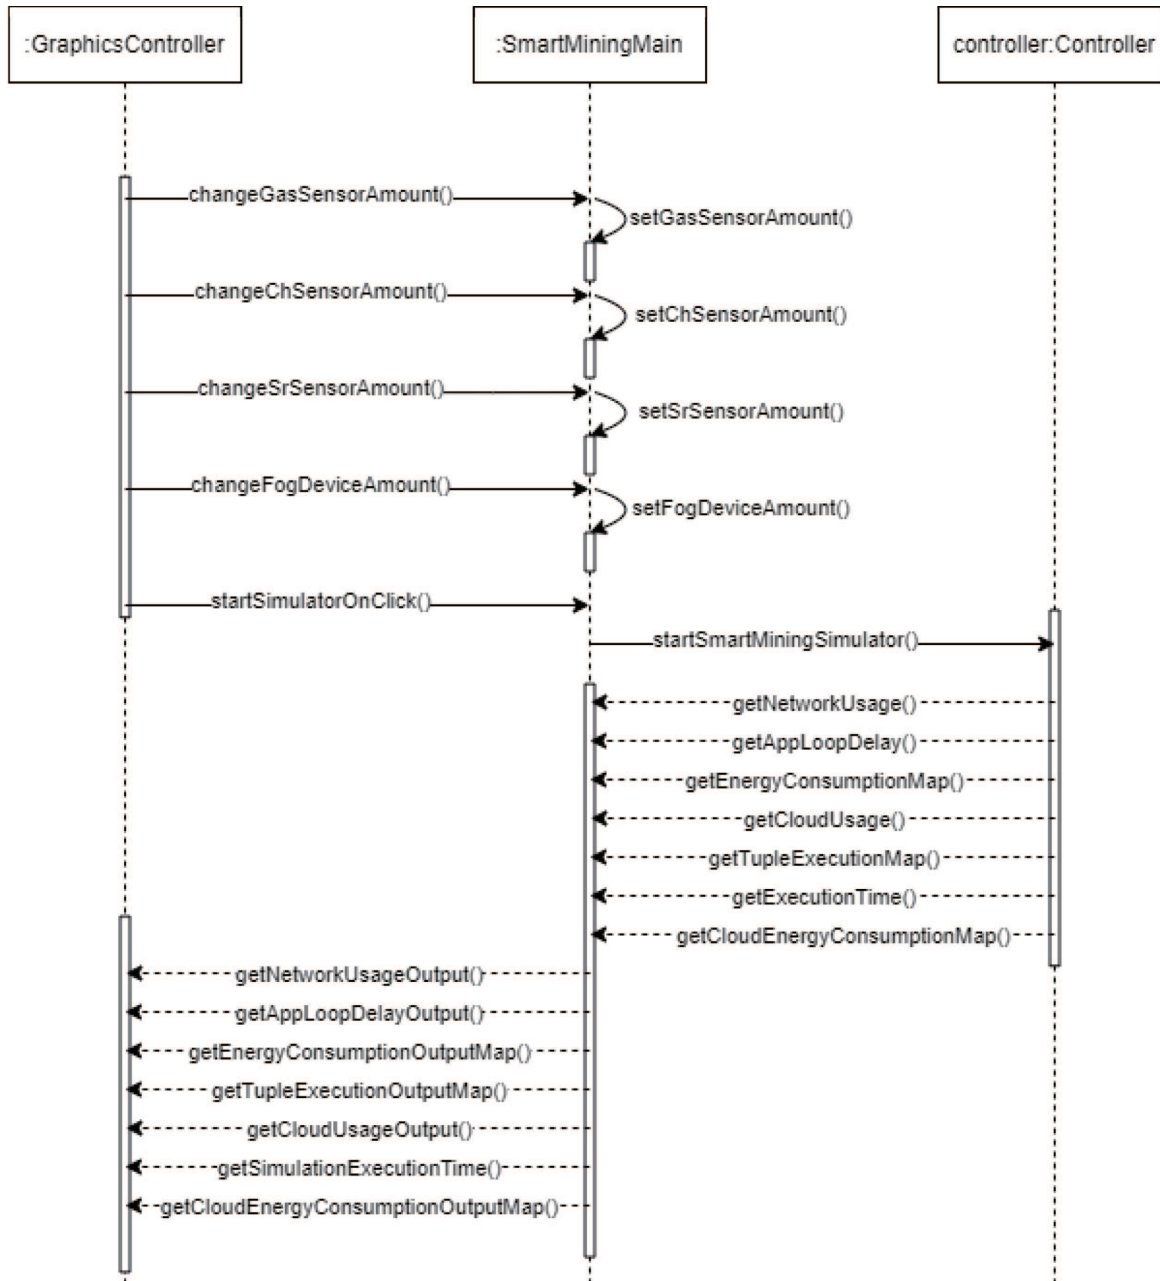 :GraphicsController
:SmartMiningMain
controller:Controller
changeGasSensorAmount()
setGasSensorAmount()
changeChSensorAmount()
setChSensorAmount()
changeSrSensorAmount()
setSrSensorAmount()
changeFogDeviceAmount()
setFogDeviceAmount()
startSimulatorOnClick()
startSmartMiningSimulator()
getNetworkUsage()
getAppLoopDelay()
getEnergyConsumptionMap()
getCloudUsage()
getTupleExecutionMap()
getExecutionTime()
getCloudEnergyConsumptionMap()
getNetworkUsageOutput()
getAppLoopDelayOutput()
getEnergyConsumptionOutputMap()
getTupleExecutionOutputMap()
getCloudUsageOutput()
getSimulationExecutionTime()
getCloudEnergyConsumptionOutputMap()